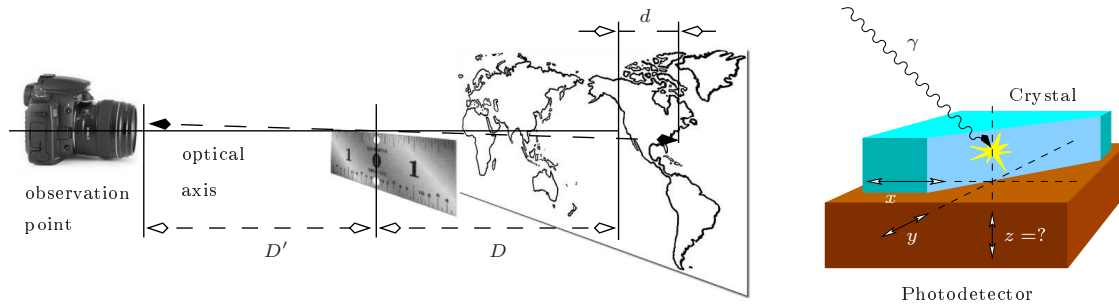 d
observation
point
optical
axis
1 0 1
D′
D
γ
Crystal
x
y
z =?
Photodetector